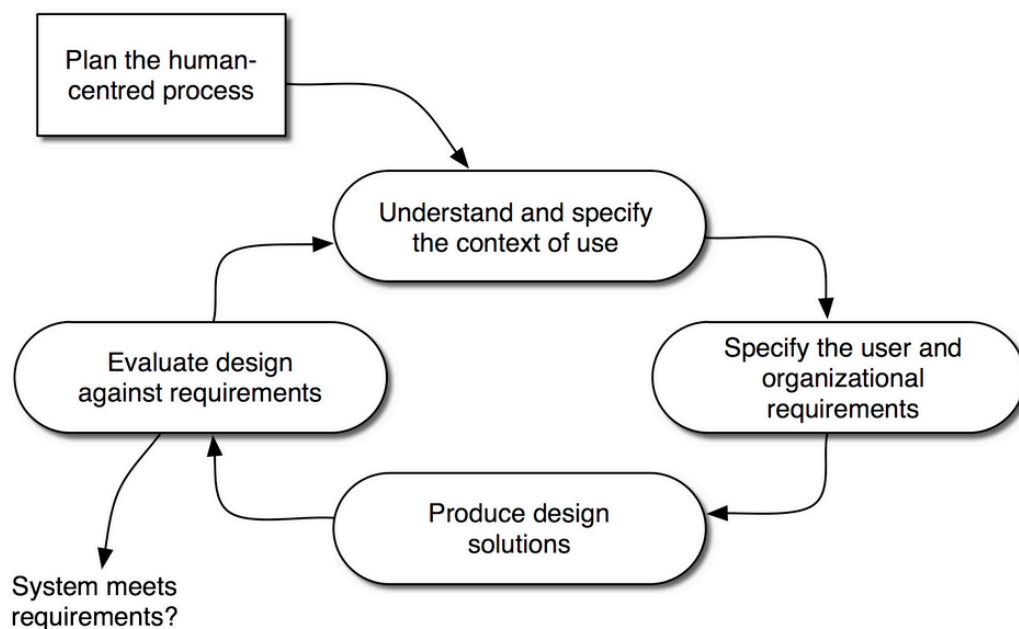 Plan the human-
centred process
Understand and specify
the context of use
Specify the user and
organizational
requirements
Produce design
solutions
Evaluate design
against requirements
System meets
requirements?